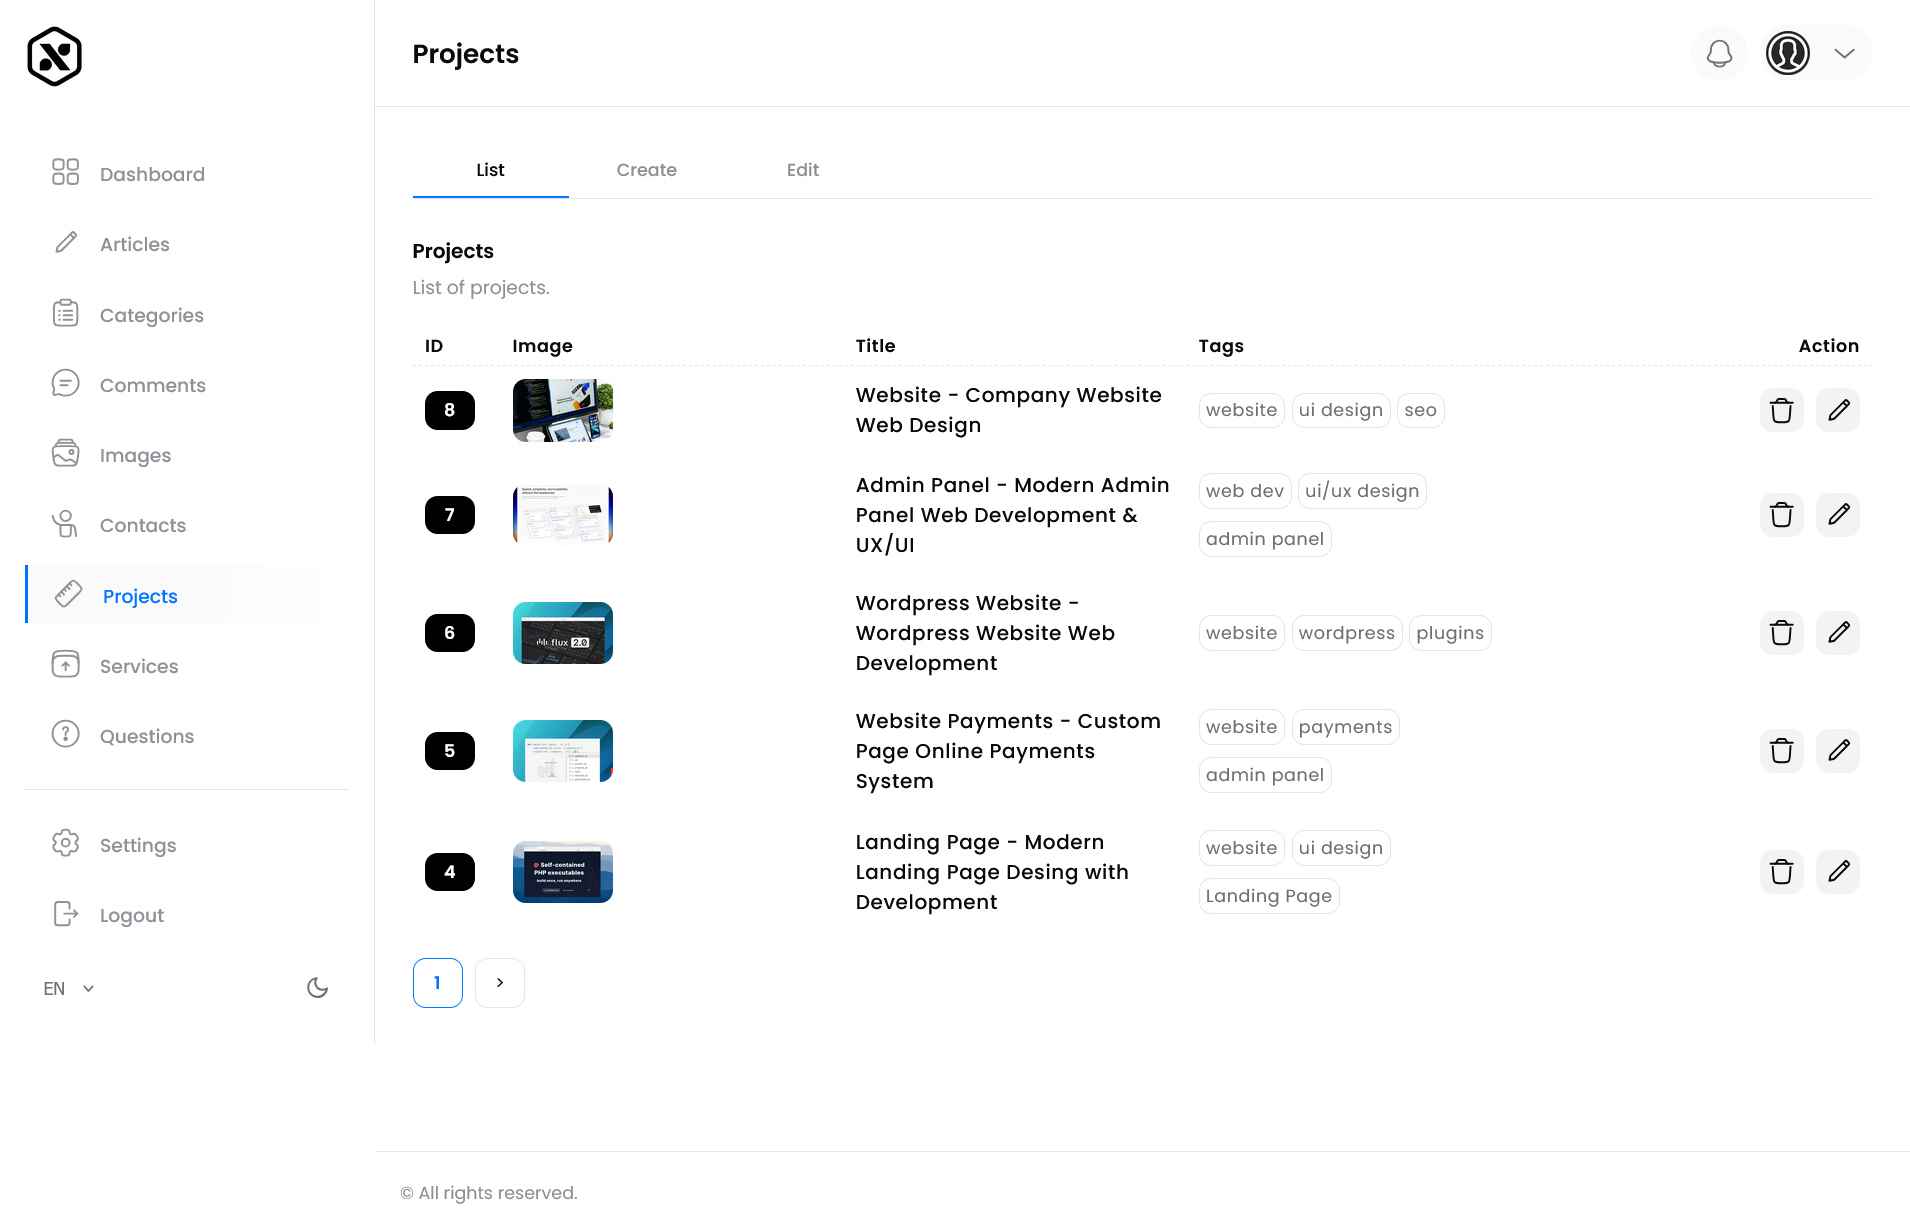 Projects
Dashboard
Articles
Categories
Comments
Images
Contacts
Projects
Services
Questions
Settings
Logout
EN
List
Create
Edit
Projects
List of projects.
ID
Image
Title
Tags
Action
8
Website - Company Website
Web Design
website
ui design
seo
7
Admin Panel - Modern Admin
Panel Web Development &
UX/UI
web dev
ui/ux design
admin panel
6
flux 2.0
Wordpress Website -
Wordpress Website Web
Development
website
wordpress
plugins
5
Website Payments - Custom
Page Online Payments
System
website
payments
admin panel
4
Self-contained
PHP executables
build once, run anywhere
Landing Page - Modern
Landing Page Desing with
Development
website
ui design
Landing Page
1
>
© All rights reserved.